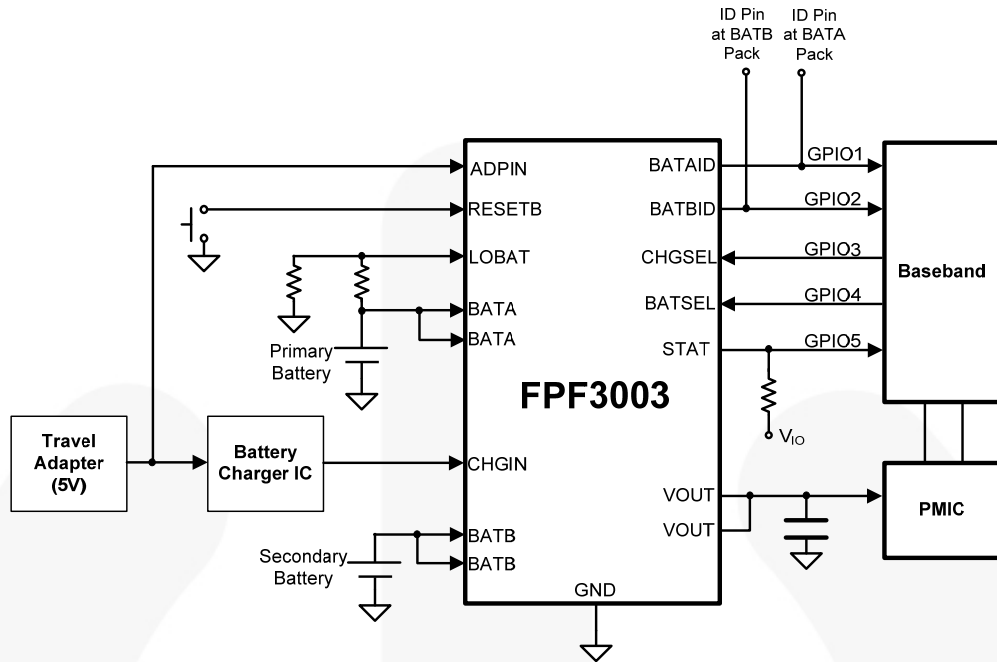 ID Pin
at BATB
Pack
ID Pin
at BATA
Pack
ADPIN
BATAID
GPIO1
RESETB
BATBID
GPIO2
LOBAT
CHGSEL
GPIO3
Baseband
BATA
BATSEL
GPIO4
BATA
STAT
GPIO5
Primary
Battery
FPF3003
VIO
Travel
Adapter
(5V)
Battery
Charger IC
CHGIN
VOUT
VOUT
PMIC
Secondary
Battery
BATB
BATB
GND